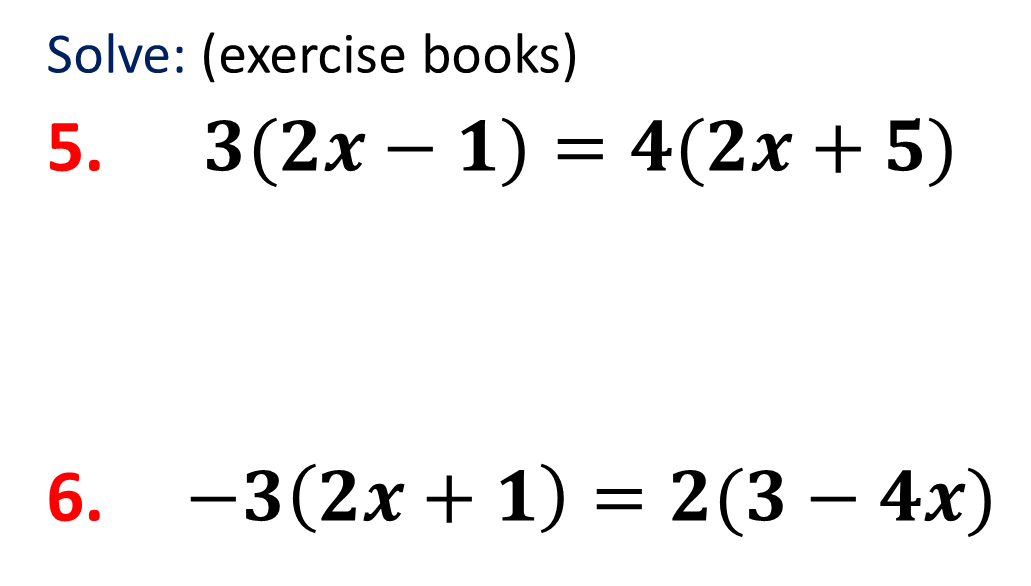 Solve: (exercise books)
5. 3(2x − 1) = 4(2x + 5)
6. −3(2x + 1) = 2(3 − 4x)